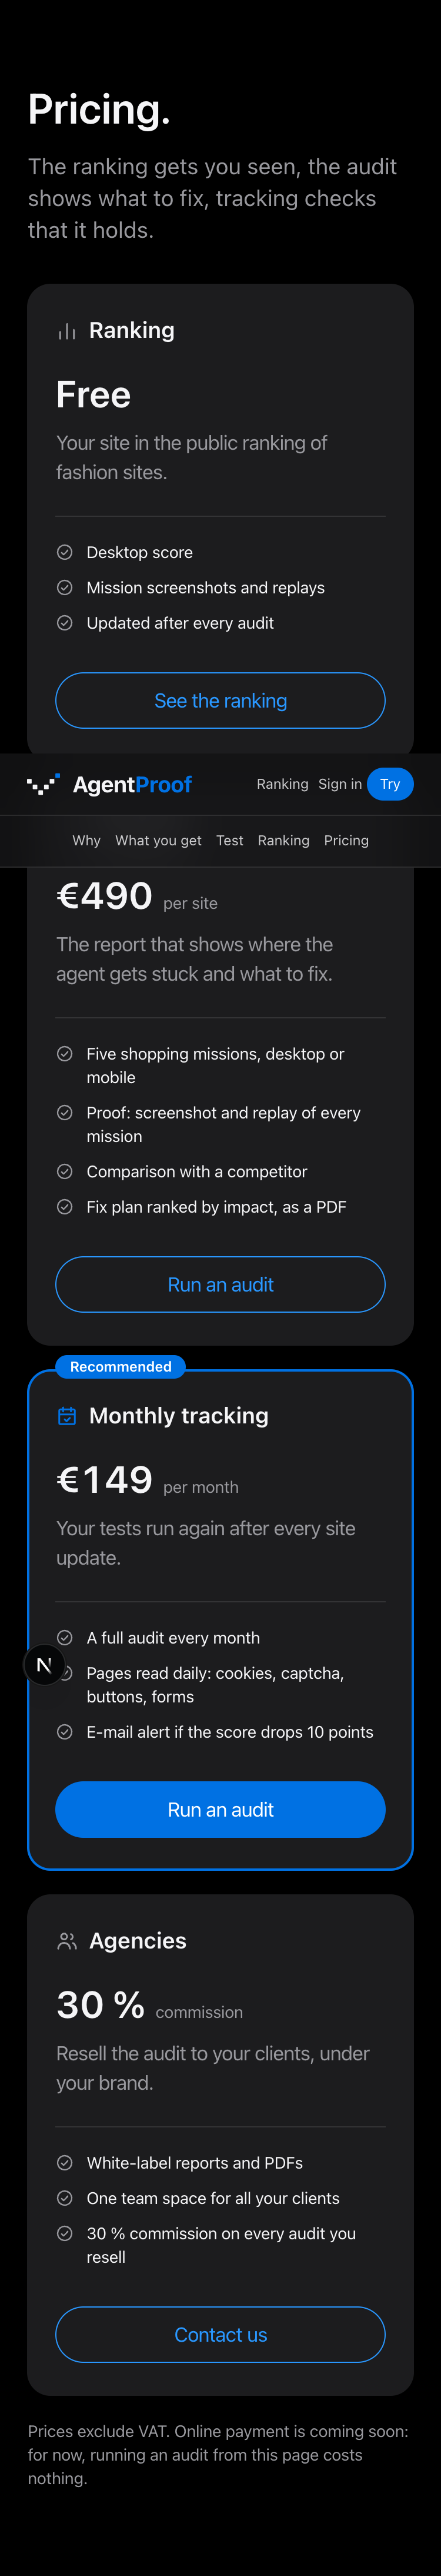 Pricing.
The ranking gets you seen, the audit
shows what to fix, tracking checks
that it holds.
Ranking
Free
Your site in the public ranking of
fashion sites.
Desktop score
Mission screenshots and replays
Updated after every audit
See the ranking
AgentProof Ranking Sign in Try
Why What you get Test Ranking Pricing
€490 per site
The report that shows where the
agent gets stuck and what to fix.
Five shopping missions, desktop or
mobile
Proof: screenshot and replay of every
mission
Comparison with a competitor
Fix plan ranked by impact, as a PDF
Run an audit
Recommended
Monthly tracking
€149 per month
Your tests run again after every site
update.
A full audit every month
N
Pages read daily: cookies, captcha,
buttons, forms
E-mail alert if the score drops 10 points
Run an audit
Agencies
30 % commission
Resell the audit to your clients, under
your brand.
White-label reports and PDFs
One team space for all your clients
30 % commission on every audit you
resell
Contact us
Prices exclude VAT. Online payment is coming soon:
for now, running an audit from this page costs
nothing.